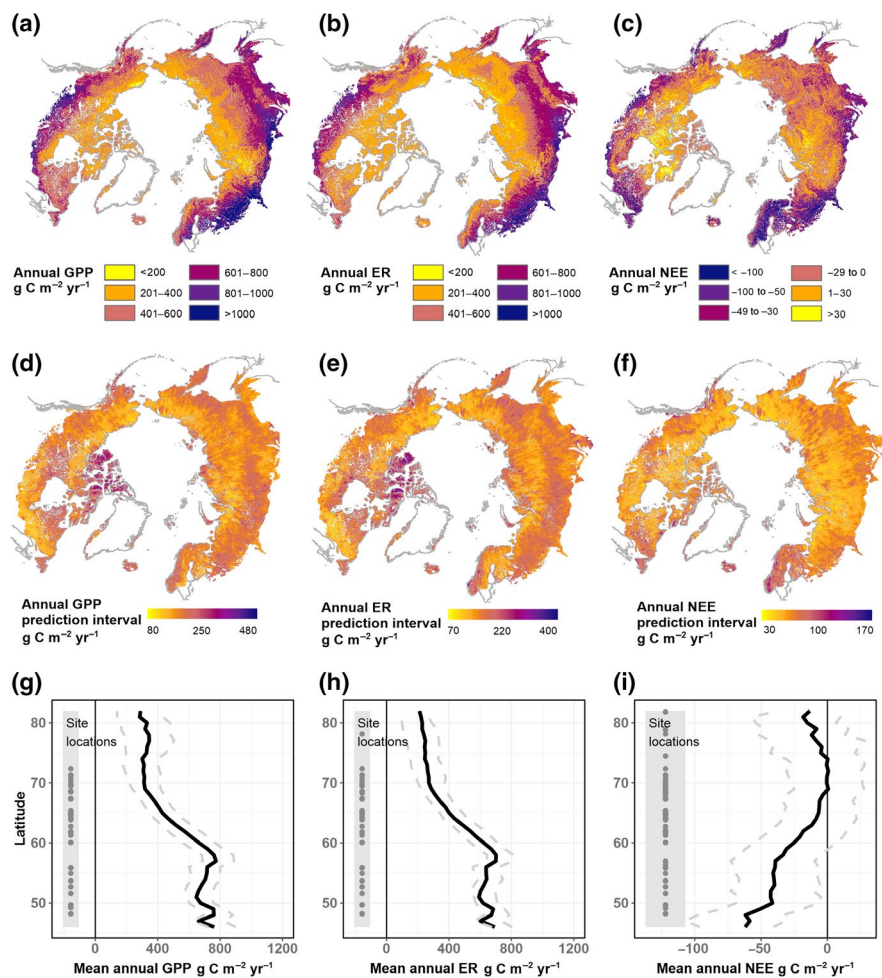 (a)
(b)
(c)
Annual GPP
g C m⁻² yr⁻¹
<200
201–400
401–600
601–800
801–1000
>1000
Annual ER
g C m⁻² yr⁻¹
<200
201–400
401–600
601–800
801–1000
>1000
Annual NEE
g C m⁻² yr⁻¹
< −100
−100 to −50
−49 to −30
−29 to 0
1–30
>30
(d)
(e)
(f)
Annual GPP
prediction interval
g C m⁻² yr⁻¹
80 250 480
Annual ER
prediction interval
g C m⁻² yr⁻¹
70 220 400
Annual NEE
prediction interval
g C m⁻² yr⁻¹
30 100 170
(g)
Latitude
80
70
60
50
Site
locations
0 400 800 1200
Mean annual GPP g C m⁻² yr⁻¹
(h)
80
70
60
50
Site
locations
0 400 800 1200
Mean annual ER g C m⁻² yr⁻¹
(i)
80
70
60
50
Site
locations
−100 −50 0
Mean annual NEE g C m⁻² yr⁻¹